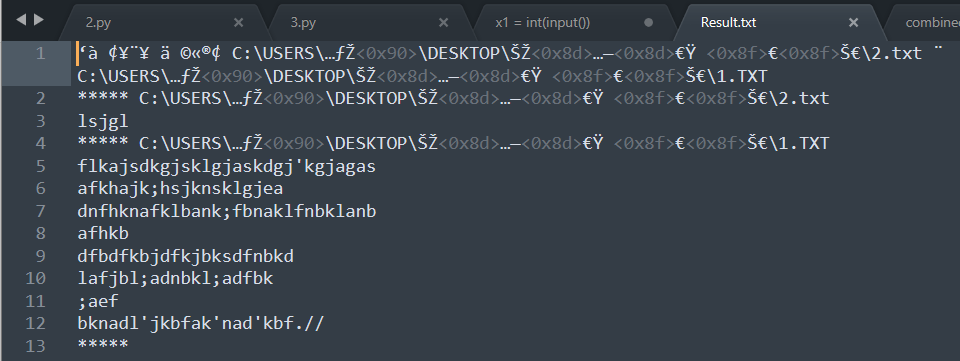 2.py × 3.py × x1 = int(input()) Result.txt × combined
1 ‘à ¢¥¨¥ ä ©«®¢ C:\USERS\…ƒŽ<0x90>\DESKTOP\ŠŽ<0x8d>…—<0x8d>€Ÿ <0x8f>€<0x8f>Š€\2.txt ¨
C:\USERS\…ƒŽ<0x90>\DESKTOP\ŠŽ<0x8d>…—<0x8d>€Ÿ <0x8f>€<0x8f>Š€\1.TXT
2 ***** C:\USERS\…ƒŽ<0x90>\DESKTOP\ŠŽ<0x8d>…—<0x8d>€Ÿ <0x8f>€<0x8f>Š€\2.txt
3 lsjgl
4 ***** C:\USERS\…ƒŽ<0x90>\DESKTOP\ŠŽ<0x8d>…—<0x8d>€Ÿ <0x8f>€<0x8f>Š€\1.TXT
5 flkajsdkgjsklgjaskdgj'kgjagas
6 afkhajk;hsjknsklgjea
7 dnfhknafklbank;fbnaklfnbklanb
8 afhkb
9 dfbdfkbjdfkjbksdfnbkd
10 lafjbl;adnbkl;adfbk
11 ;aef
12 bknadl'jkbfak'nad'kbf.//
13 *****